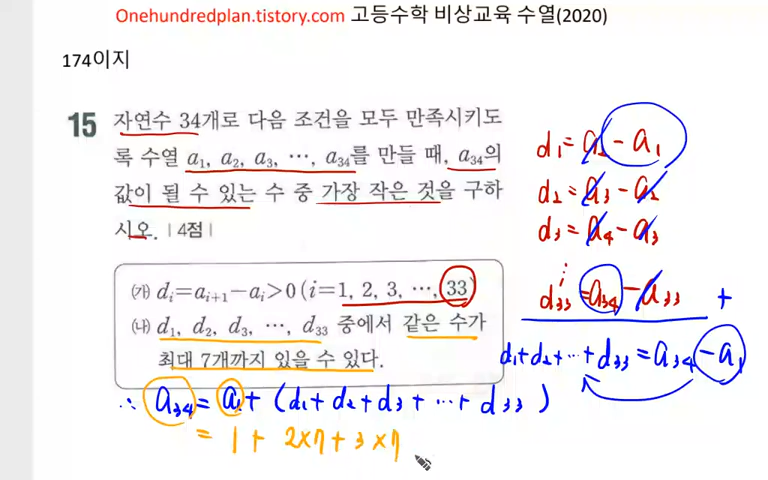 Onehundredplan.tistory.com 고등수학 비상교육 수열(2020)
174이지
15 자연수 34개로 다음 조건을 모두 만족시키도
록 수열 a₁, a₂, a₃, ⋯, a₃₄를 만들 때, a₃₄의
값이 될 수 있는 수 중 가장 작은 것을 구하
시오. |4점|
㈎ dᵢ=aᵢ₊₁−aᵢ>0 (i=1, 2, 3, ⋯, 33)
㈏ d₁, d₂, d₃, ⋯, d₃₃ 중에서 같은 수가
최대 7개까지 있을 수 있다.
d₁=a₂−a₁
d₂=a₃−a₂
d₃=a₄−a₃
⋮
d₃₃=a₃₄−a₃₃ +
d₁+d₂+⋯+d₃₃=a₃₄−a₁
∴ a₃₄ = a₁+(d₁+d₂+d₃+⋯+d₃₃)
= 1+ 2×7+3×7